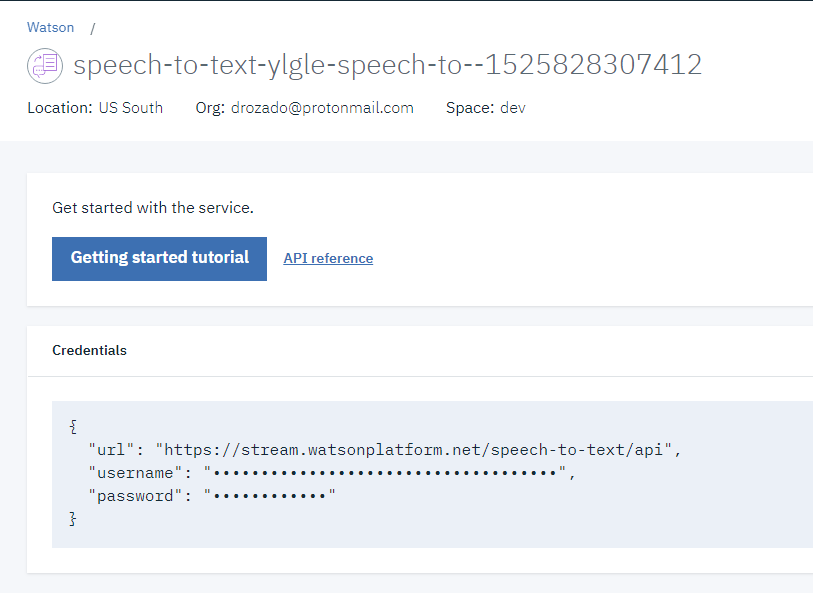 Watson /
speech-to-text-ylgle-speech-to--1525828307412
Location: US South Org: drozado@protonmail.com Space: dev
Get started with the service.
Getting started tutorial API reference
Credentials
{
"url": "https://stream.watsonplatform.net/speech-to-text/api",
"username": "••••••••••••••••••••••••••••••••••••",
"password": "••••••••••••"
}